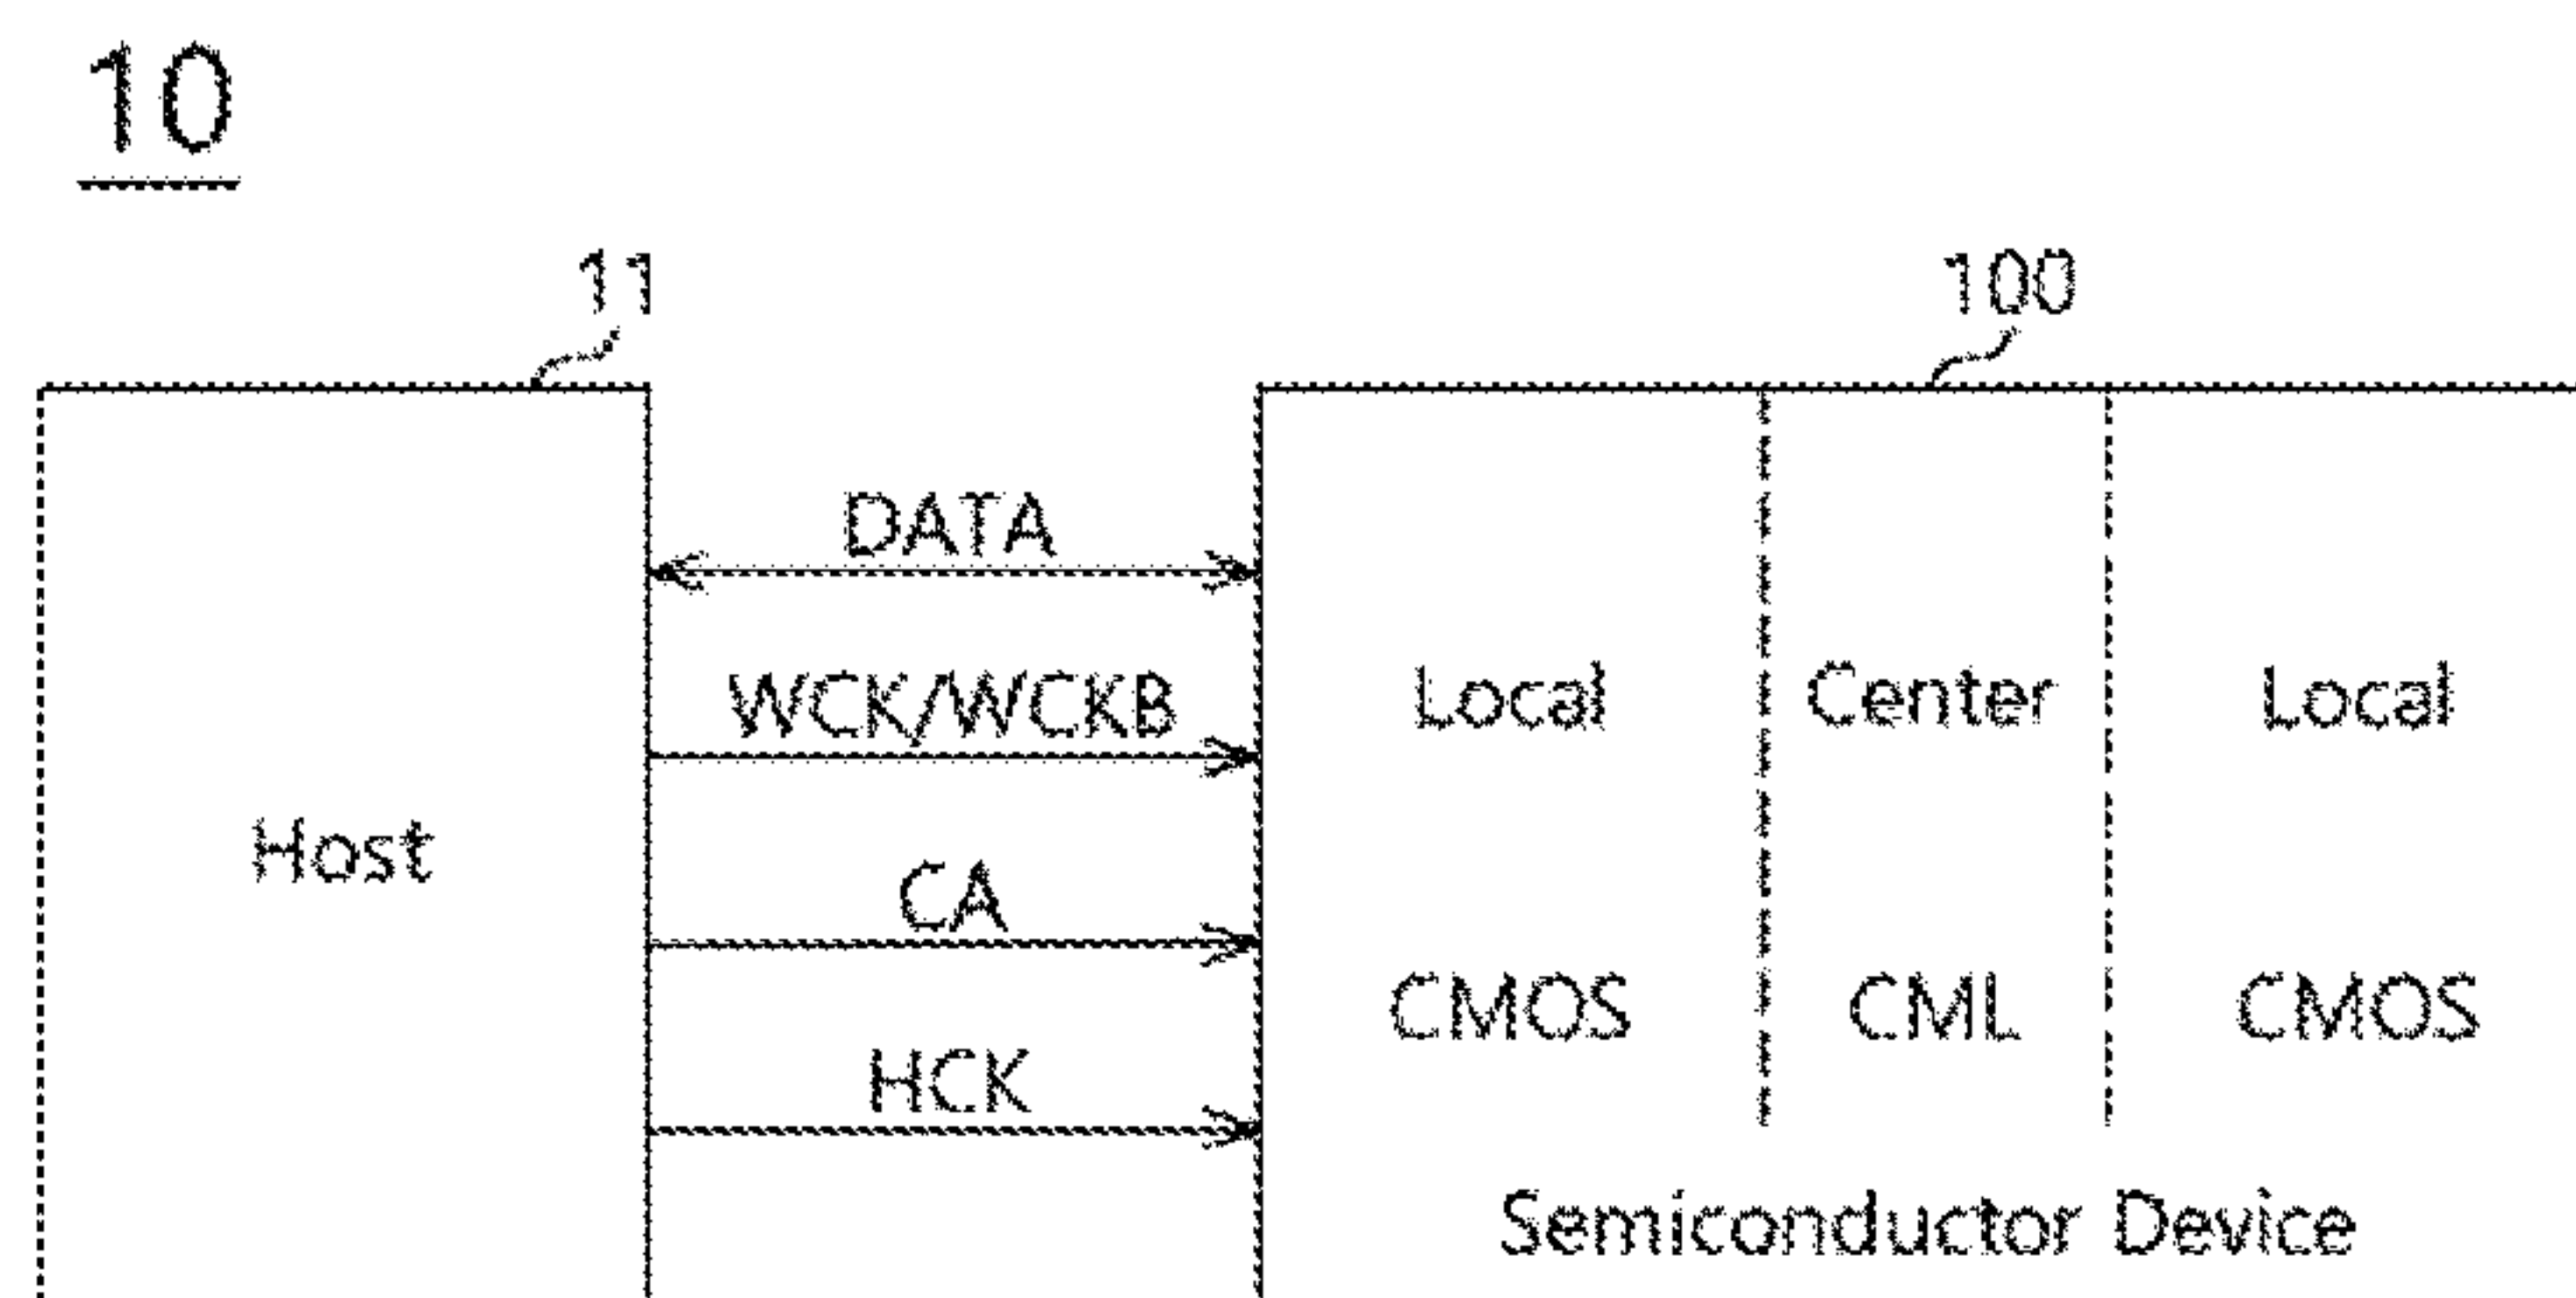 10
11
100
DATA
WCK/WCKB
Local Center Local
Host
CA
CMOS CML CMOS
HCK
Semiconductor Device